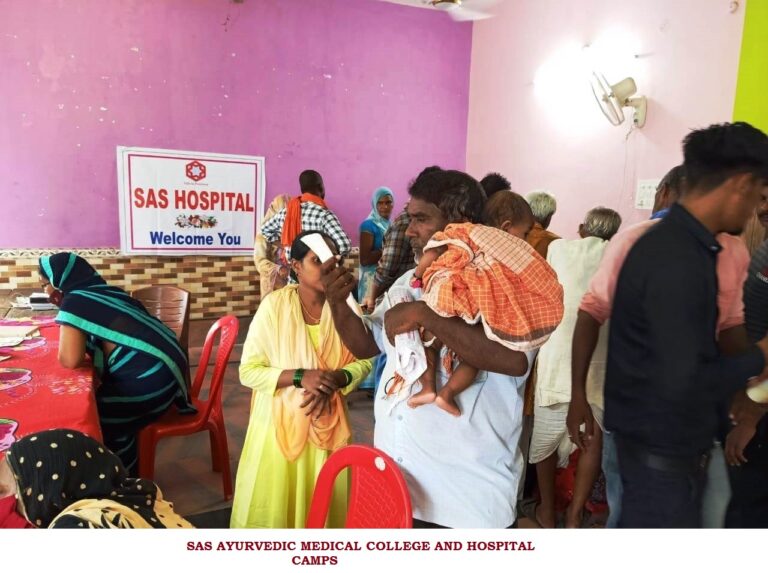 SAS HOSPITAL
Welcome You
SAS AYURVEDIC MEDICAL COLLEGE AND HOSPITAL
CAMPS